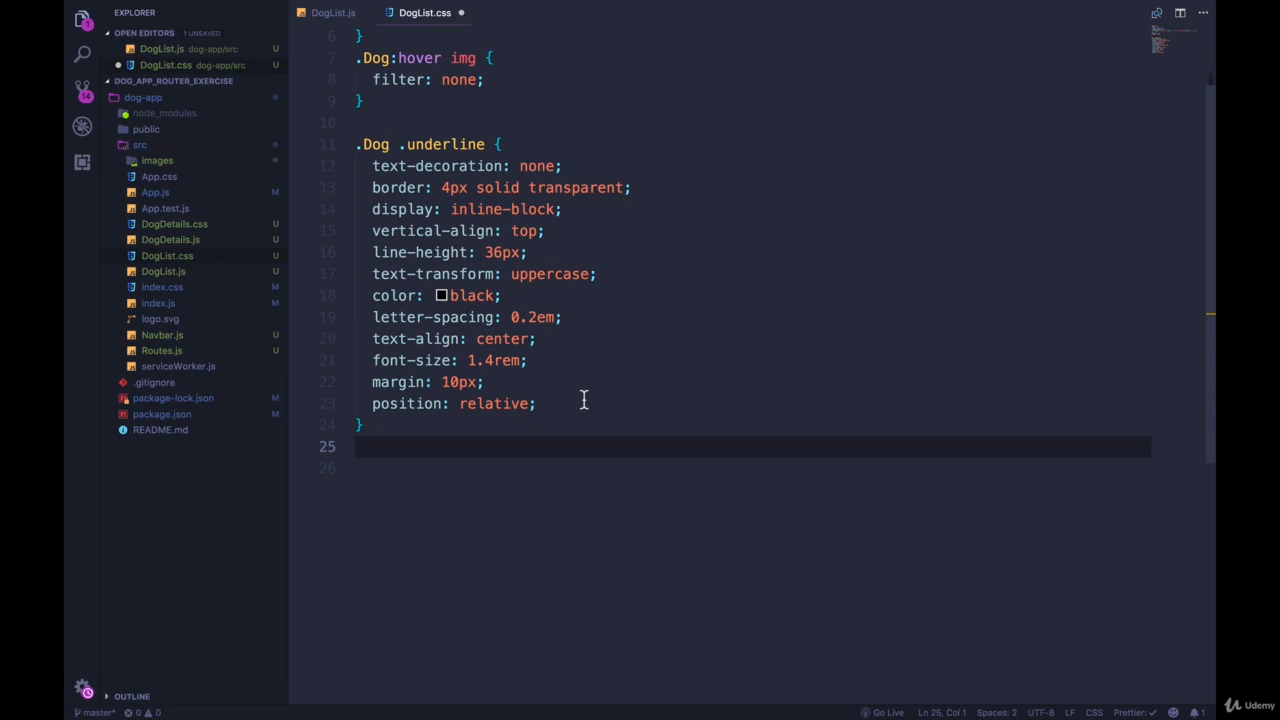 EXPLORER
DogList.js
DogList.css
OPEN EDITORS 1 UNSAVED
DogList.js dog-app/src U
DogList.css dog-app/src U
DOG_APP_ROUTER_EXERCISE
dog-app
node_modules
public
src
images
App.css
App.js M
App.test.js
DogDetails.css U
DogDetails.js U
DogList.css U
DogList.js U
index.css M
index.js M
logo.svg
Navbar.js U
Routes.js U
serviceWorker.js
.gitignore
package-lock.json M
package.json M
README.md
OUTLINE
1
14
6 }
7 .Dog:hover img {
8 filter: none;
9 }
10
11 .Dog .underline {
12 text-decoration: none;
13 border: 4px solid transparent;
14 display: inline-block;
15 vertical-align: top;
16 line-height: 36px;
17 text-transform: uppercase;
18 color: black;
19 letter-spacing: 0.2em;
20 text-align: center;
21 font-size: 1.4rem;
22 margin: 10px;
23 position: relative;
24 }
25
26
master* 0 0
Go Live Ln 25, Col 1 Spaces: 2 UTF-8 LF CSS Prettier: ✓ 1
Udemy